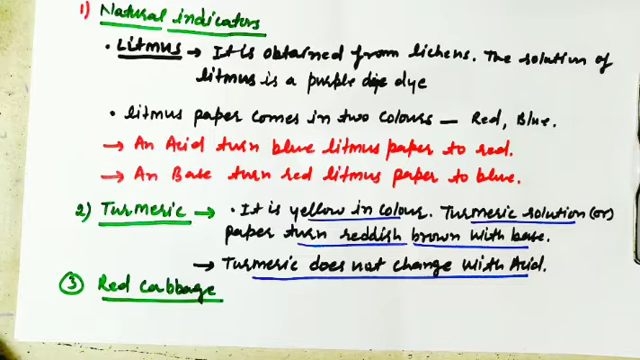 1) Natural indicators
• Litmus → It is obtained from lichens. The solution of
litmus is a purple dye
• litmus paper comes in two colours — Red, Blue.
→ An Acid turn blue litmus paper to red.
→ An Base turn red litmus paper to blue.
2) Turmeric → • It is yellow in colour. Turmeric solution (or)
paper turn reddish brown with base.
→ Turmeric does not change with Acid.
③ Red cabbage